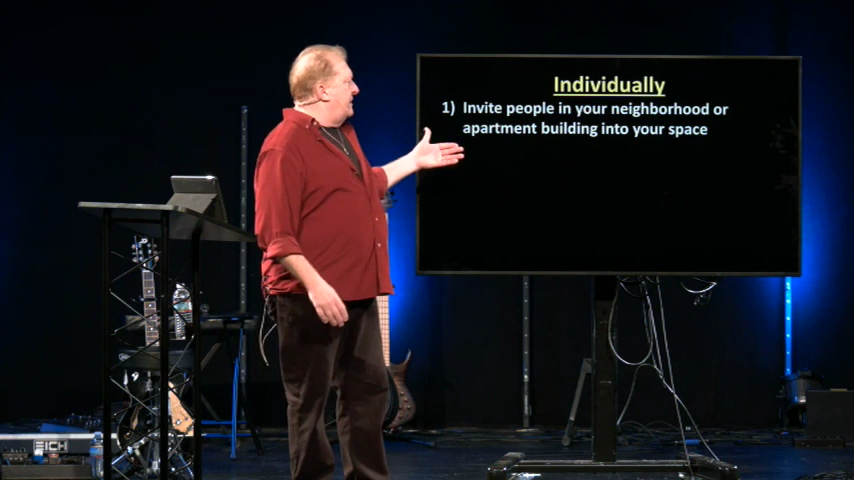 Individually
1) Invite people in your neighborhood or
apartment building into your space
EICH